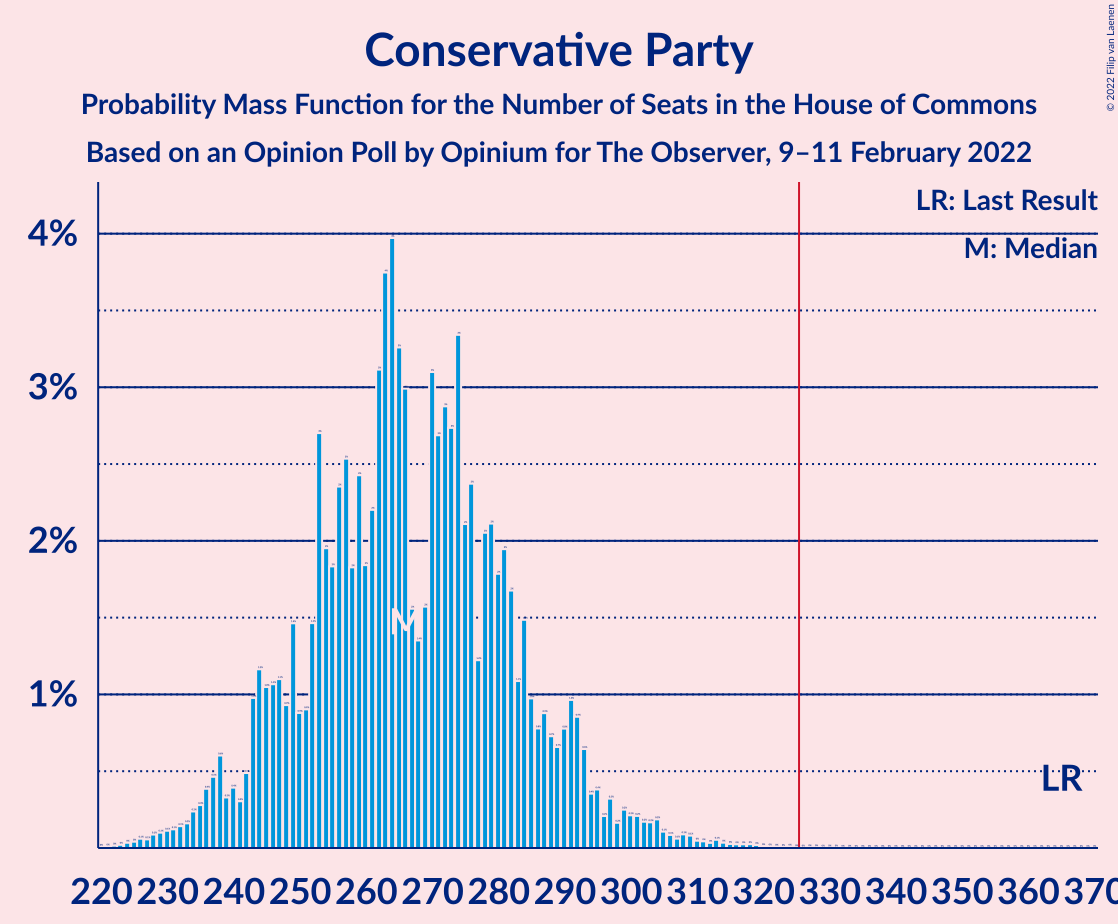 Conservative Party
Probability Mass Function for the Number of Seats in the House of Commons
Based on an Opinion Poll by Opinium for The Observer, 9–11 February 2022
© 2022 Filip van Laenen
LR: Last Result
M: Median
4%
3%
2%
1%
M
LR
220 230 240 250 260 270 280 290 300 310 320 330 340 350 360 370